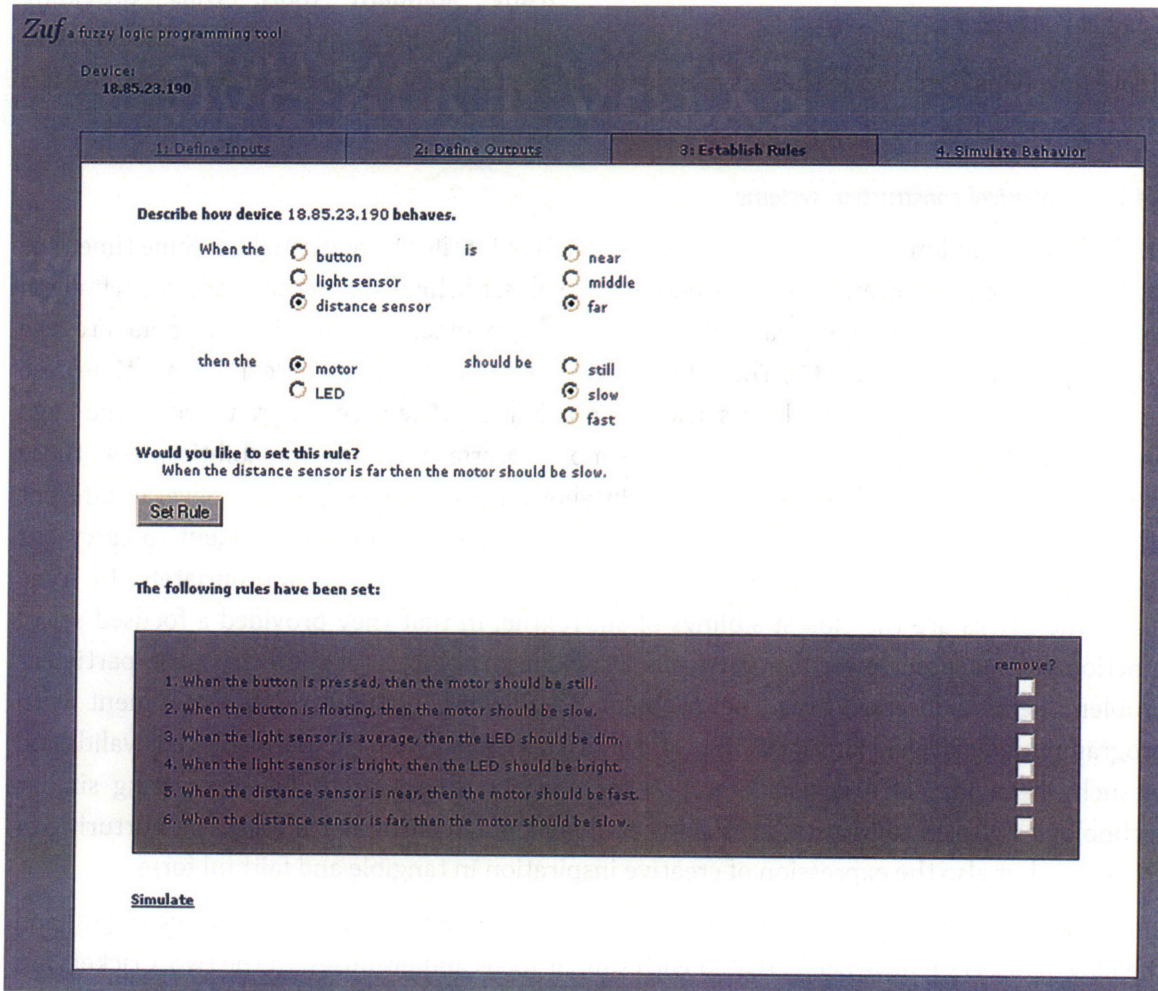 Zuf a fuzzy logic programming tool
Device:
18.85.23.190
1: Define Inputs
2: Define Outputs
3: Establish Rules
4. Simulate Behavior
Describe how device 18.85.23.190 behaves.
When the
button
light sensor
distance sensor
is
near
middle
far
then the
motor
LED
should be
still
slow
fast
Would you like to set this rule?
When the distance sensor is far then the motor should be slow.
Set Rule
The following rules have been set:
remove?
1. When the button is pressed, then the motor should be still.
2. When the button is floating, then the motor should be slow.
3. When the light sensor is average, then the LED should be dim.
4. When the light sensor is bright, then the LED should be bright.
5. When the distance sensor is near, then the motor should be fast.
6. When the distance sensor is far, then the motor should be slow.
Simulate